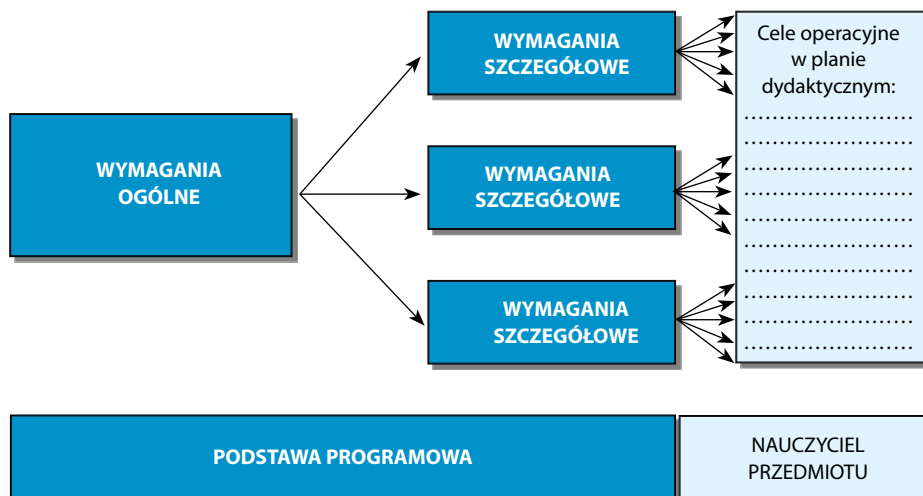 WYMAGANIA
OGÓLNE
WYMAGANIA
SZCZEGÓŁOWE
WYMAGANIA
SZCZEGÓŁOWE
WYMAGANIA
SZCZEGÓŁOWE
Cele operacyjne
w planie
dydaktycznym:
........................
........................
........................
........................
........................
........................
........................
........................
........................
........................
PODSTAWA PROGRAMOWA
NAUCZYCIEL
PRZEDMIOTU